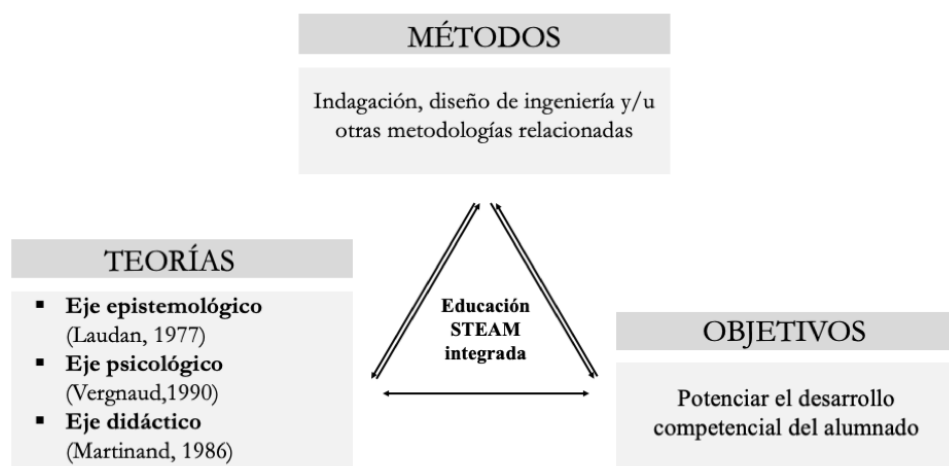 MÉTODOS
Indagación, diseño de ingeniería y/u
otras metodologías relacionadas
TEORÍAS
▪ Eje epistemológico
(Laudan, 1977)
▪ Eje psicológico
(Vergnaud,1990)
▪ Eje didáctico
(Martinand, 1986)
Educación
STEAM
integrada
OBJETIVOS
Potenciar el desarrollo
competencial del alumnado